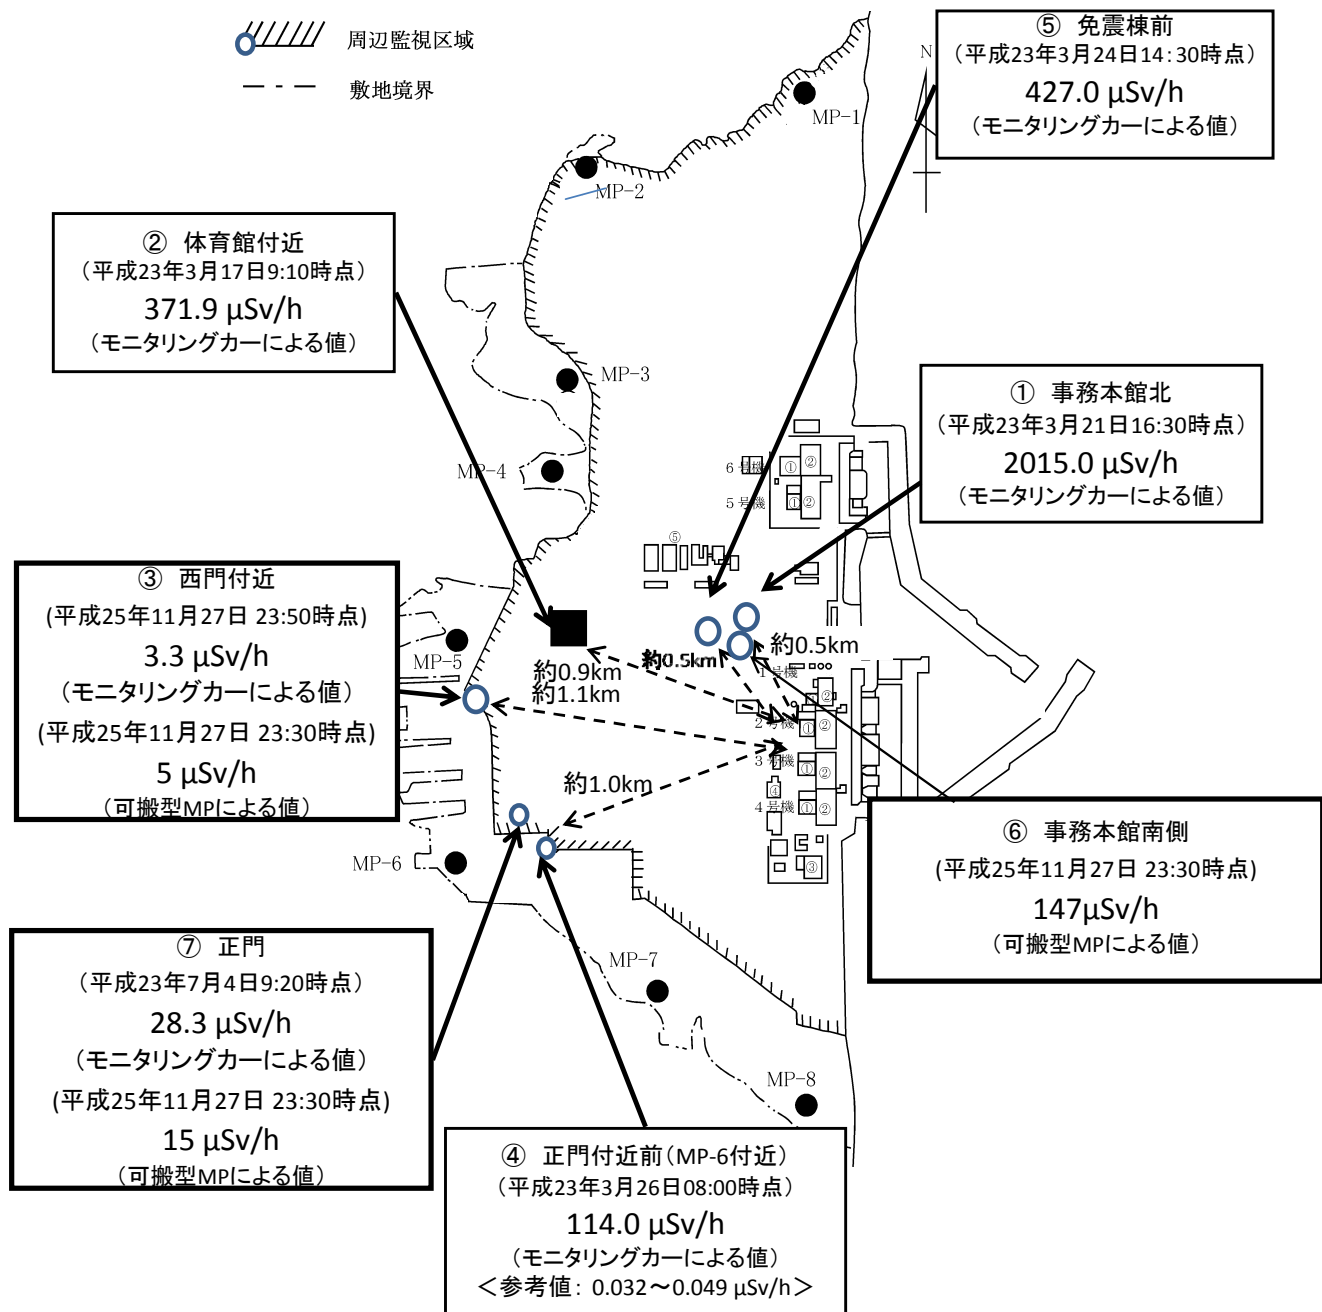 周辺監視区域
敷地境界
⑤ 免震棟前
（平成23年3月24日14：30時点）
427.0 μSv/h
（モニタリングカーによる値）
N
MP-1
MP-2
② 体育館付近
（平成23年3月17日9:10時点）
371.9 μSv/h
（モニタリングカーによる値）
MP-3
MP-4
① 事務本館北
（平成23年3月21日16:30時点）
2015.0 μSv/h
（モニタリングカーによる値）
6号機
①
②
5号機
①
②
⑤
③ 西門付近
(平成25年11月27日 23:50時点)
3.3 μSv/h
（モニタリングカーによる値）
(平成25年11月27日 23:30時点)
5 μSv/h
（可搬型MPによる値）
MP-5
約0.9km
約1.1km
約0.5km
約0.5km
約1.0km
1号機
②
2号機
①
②
3号機
①
②
④
4号機
①
②
③
MP-6
⑥ 事務本館南側
(平成25年11月27日 23:30時点)
147μSv/h
（可搬型MPによる値）
⑦ 正門
（平成23年7月4日9:20時点）
28.3 μSv/h
（モニタリングカーによる値）
(平成25年11月27日 23:30時点)
15 μSv/h
（可搬型MPによる値）
MP-7
MP-8
④ 正門付近前（MP-6付近）
（平成23年3月26日08:00時点）
114.0 μSv/h
（モニタリングカーによる値）
＜参考値：0.032～0.049 μSv/h＞